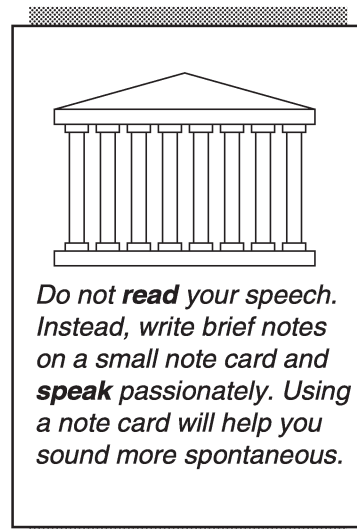 Do not read your speech.
Instead, write brief notes
on a small note card and
speak passionately. Using
a note card will help you
sound more spontaneous.